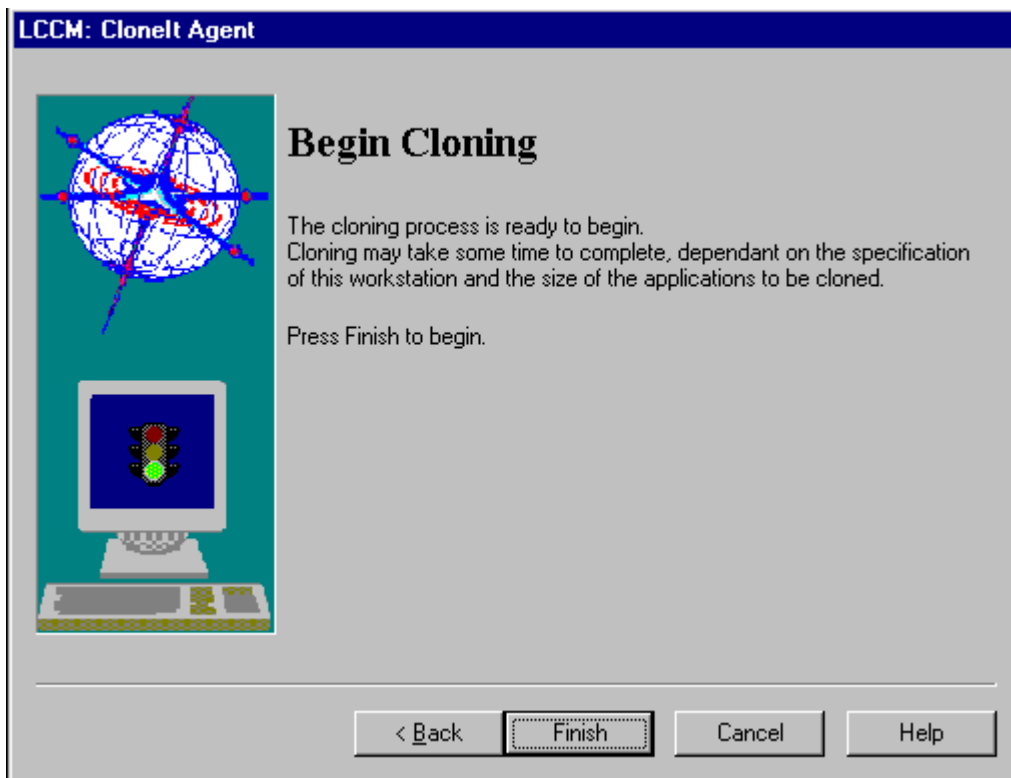 LCCM: CloneIt Agent
Begin Cloning
The cloning process is ready to begin.
Cloning may take some time to complete, dependant on the specification
of this workstation and the size of the applications to be cloned.
Press Finish to begin.
< Back
Finish
Cancel
Help